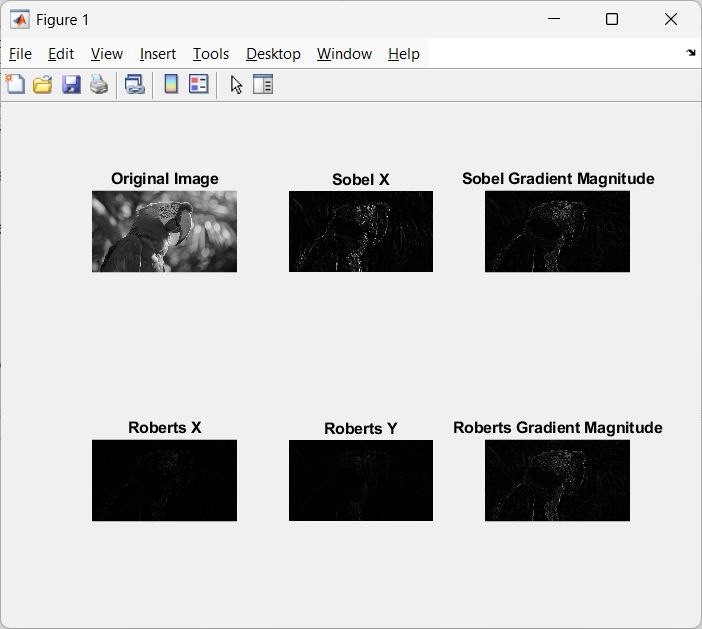 Figure 1
File Edit View Insert Tools Desktop Window Help
Original Image Sobel X Sobel Gradient Magnitude
Roberts X Roberts Y Roberts Gradient Magnitude